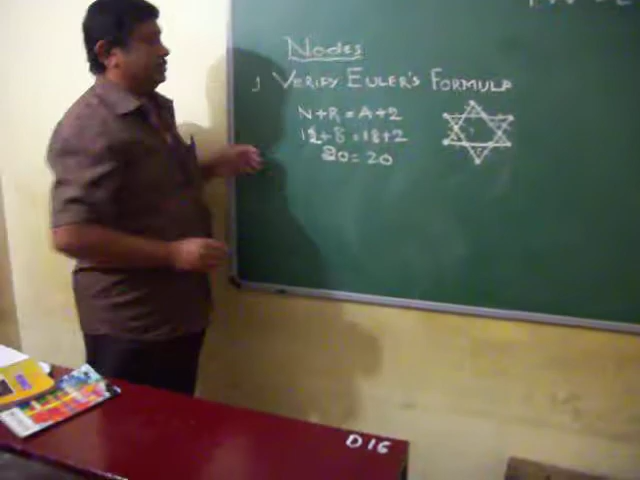 Nodes
1 VERIFY EULER'S FORMULA
N+R = A+2
12+8 = 18+2
20 = 20
D16